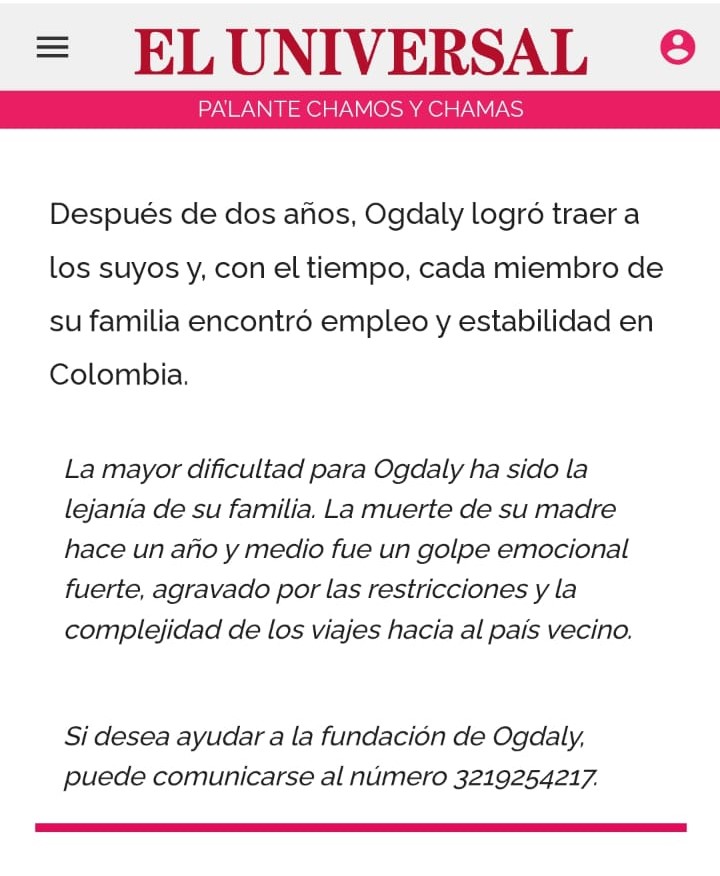 EL UNIVERSAL
PA'LANTE CHAMOS Y CHAMAS
Después de dos años, Ogdaly logró traer a
los suyos y, con el tiempo, cada miembro de
su familia encontró empleo y estabilidad en
Colombia.
La mayor dificultad para Ogdaly ha sido la
lejanía de su familia. La muerte de su madre
hace un año y medio fue un golpe emocional
fuerte, agravado por las restricciones y la
complejidad de los viajes hacia al país vecino.
Si desea ayudar a la fundación de Ogdaly,
puede comunicarse al número 3219254217.